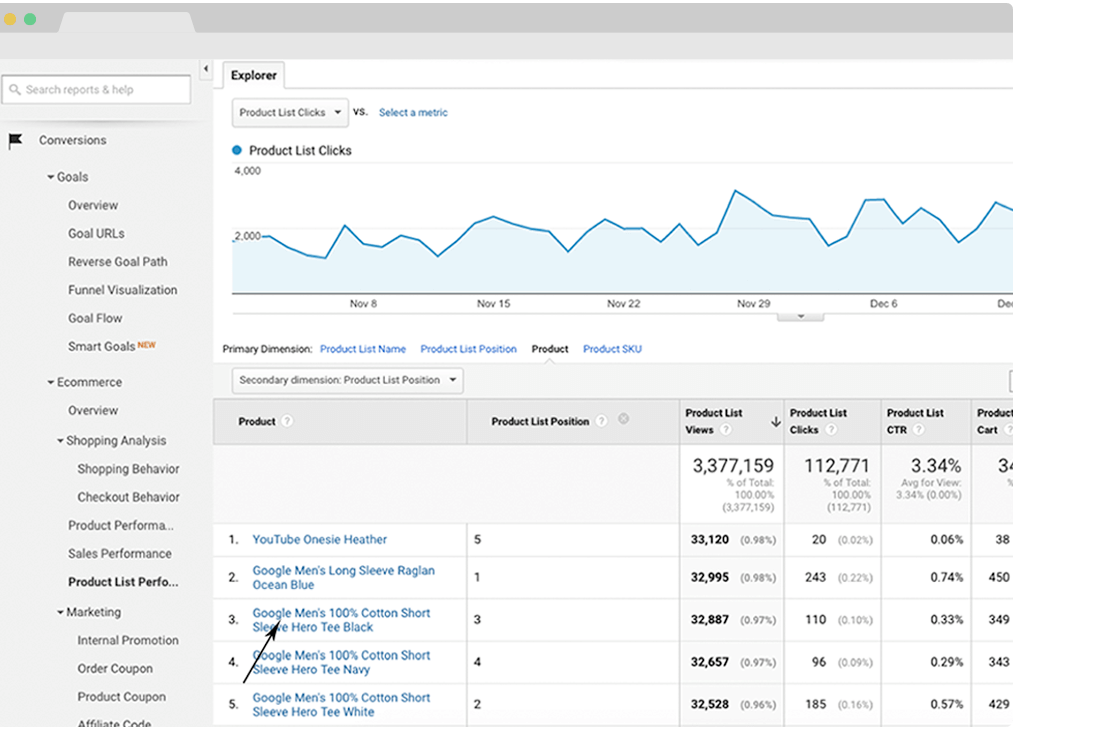 Search reports & help
Conversions
Goals
Overview
Goal URLs
Reverse Goal Path
Funnel Visualization
Goal Flow
Smart Goals NEW
Ecommerce
Overview
Shopping Analysis
Shopping Behavior
Checkout Behavior
Product Performa...
Sales Performance
Product List Perfo...
Marketing
Internal Promotion
Order Coupon
Product Coupon
Affiliate Code
Explorer
Product List Clicks VS. Select a metric
Product List Clicks
4,000
2,000
Nov 8 Nov 15 Nov 22 Nov 29 Dec 6 Dec
Primary Dimension: Product List Name Product List Position Product Product SKU
Secondary dimension: Product List Position
Product ? Product List Position ? Product List Views ? Product List Clicks ? Product List CTR ? Product Cart ?
3,377,159 112,771 3.34% 34
% of Total: % of Total: Avg for View: %
100.00% 100.00% 3.34% (0.00%)
(3,377,159) (112,771)
1. YouTube Onesie Heather 5 33,120 (0.98%) 20 (0.02%) 0.06% 38
2. Google Men's Long Sleeve Raglan
Ocean Blue 1 32,995 (0.98%) 243 (0.22%) 0.74% 450
3. Google Men's 100% Cotton Short
Sleeve Hero Tee Black 3 32,887 (0.97%) 110 (0.10%) 0.33% 349
4. Google Men's 100% Cotton Short
Sleeve Hero Tee Navy 4 32,657 (0.97%) 96 (0.09%) 0.29% 343
5. Google Men's 100% Cotton Short
Sleeve Hero Tee White 2 32,528 (0.96%) 185 (0.16%) 0.57% 429